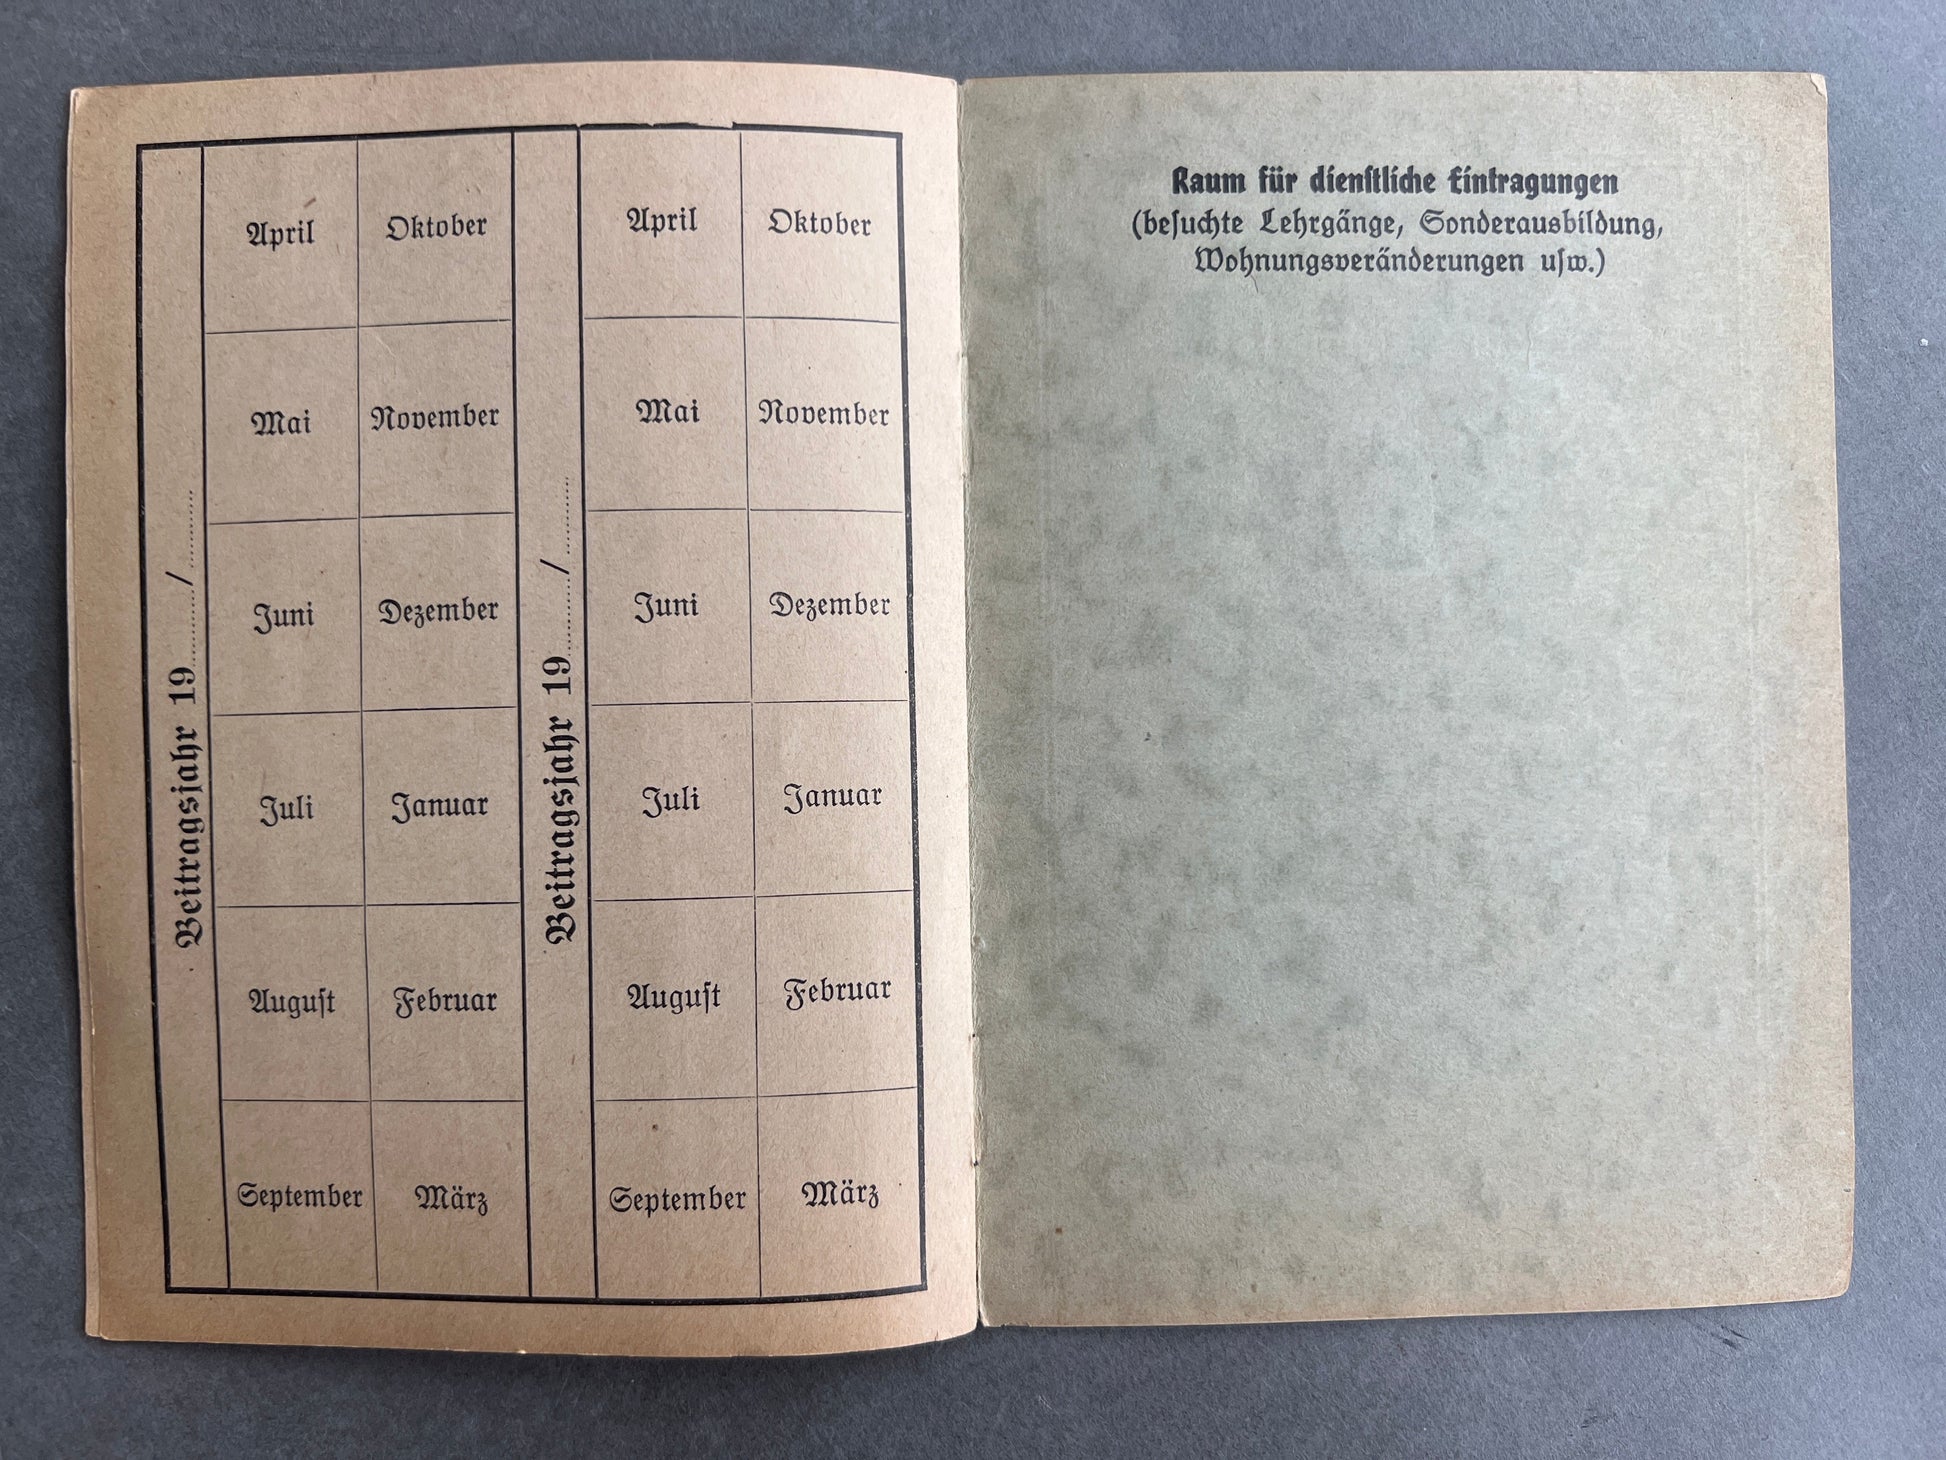 Beitragsjahr 19......../........
April Oktober
Mai November
Juni Dezember
Juli Januar
August Februar
September März
Beitragsjahr 19......../........
April Oktober
Mai November
Juni Dezember
Juli Januar
August Februar
September März
Raum für dienſtliche Eintragungen
(beſuchte Lehrgänge, Sonderausbildung,
Wohnungsveränderungen uſw.)